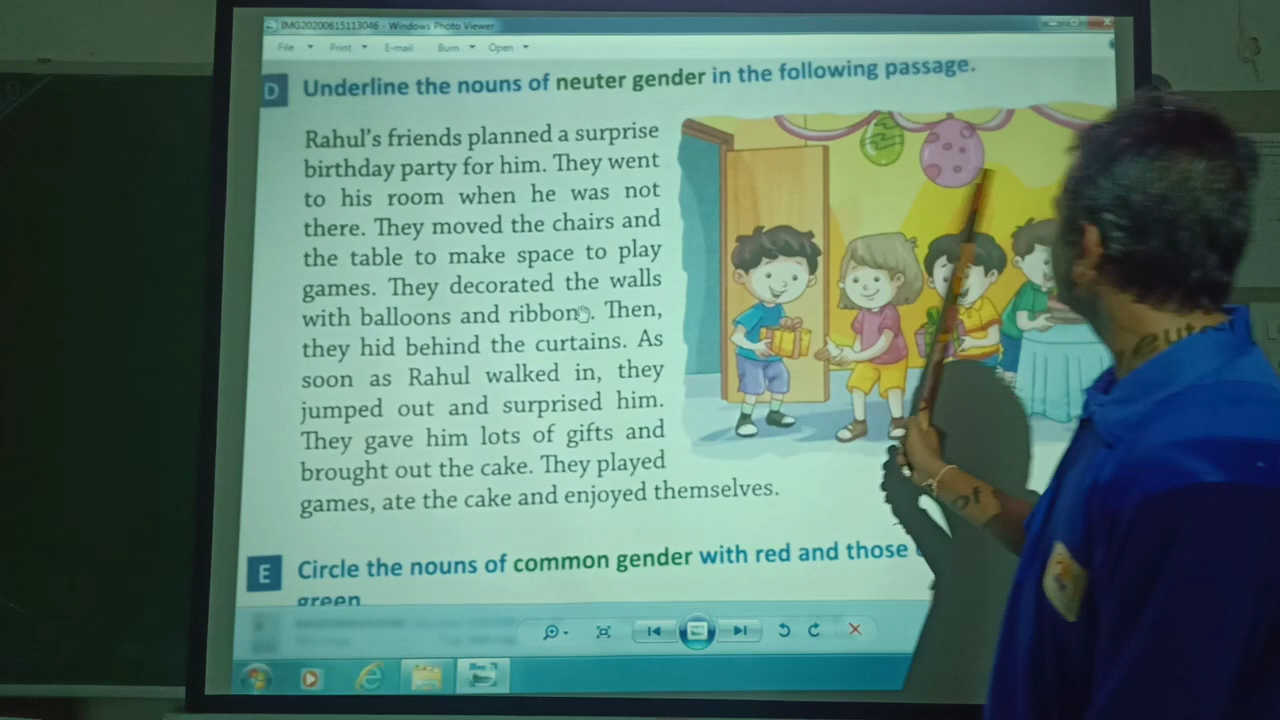 IMG20200615113046 - Windows Photo Viewer
File Print E-mail Burn Open
D Underline the nouns of neuter gender in the following passage.
Rahul's friends planned a surprise
birthday party for him. They went
to his room when he was not
there. They moved the chairs and
the table to make space to play
games. They decorated the walls
with balloons and ribbons. Then,
they hid behind the curtains. As
soon as Rahul walked in, they
jumped out and surprised him.
They gave him lots of gifts and
brought out the cake. They played
games, ate the cake and enjoyed themselves.
E Circle the nouns of common gender with red and those
green
of